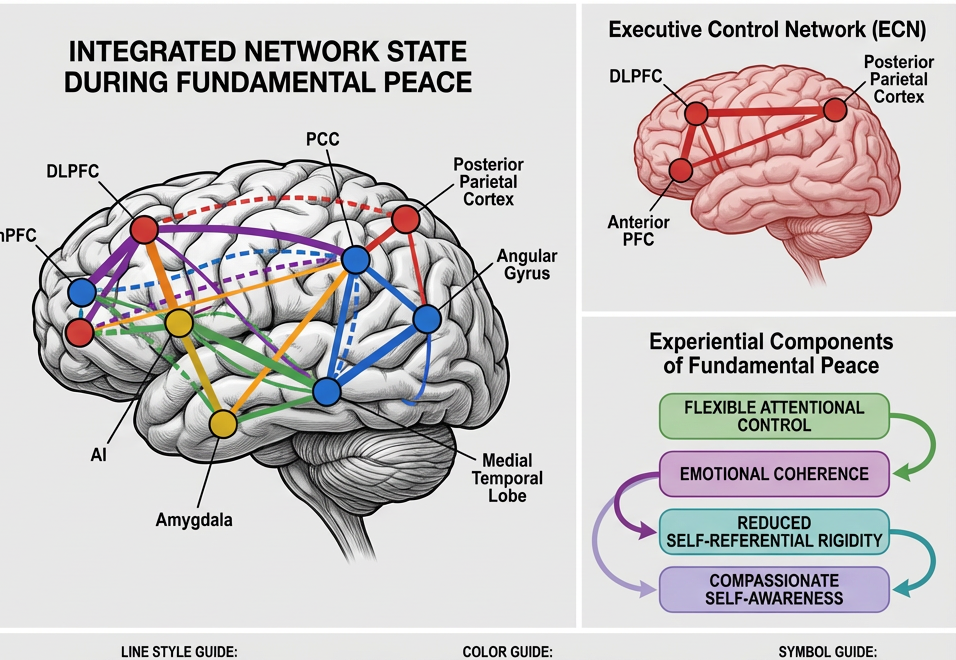 INTEGRATED NETWORK STATE
DURING FUNDAMENTAL PEACE
PCC
DLPFC
Posterior
Parietal
Cortex
nPFC
Angular
Gyrus
AI
Medial
Temporal
Lobe
Amygdala
Executive Control Network (ECN)
DLPFC
Posterior
Parietal
Cortex
Anterior
PFC
Experiential Components
of Fundamental Peace
FLEXIBLE ATTENTIONAL
CONTROL
EMOTIONAL COHERENCE
REDUCED
SELF-REFERENTIAL RIGIDITY
COMPASSIONATE
SELF-AWARENESS
LINE STYLE GUIDE:
COLOR GUIDE:
SYMBOL GUIDE: